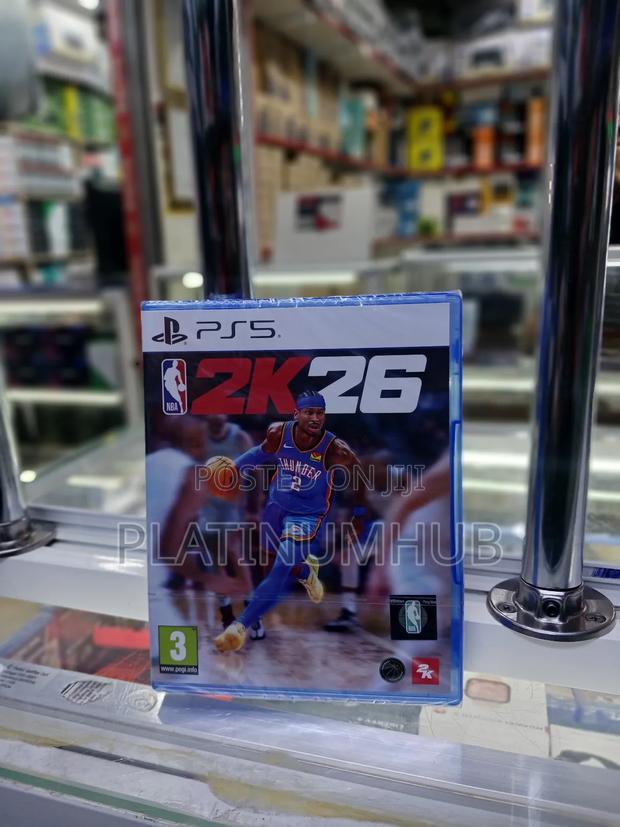 PS5
NBA
2K26
THUNDER
2
POSTED ON JIJI
PLATINUMHUB
3
www.pegi.info
2K